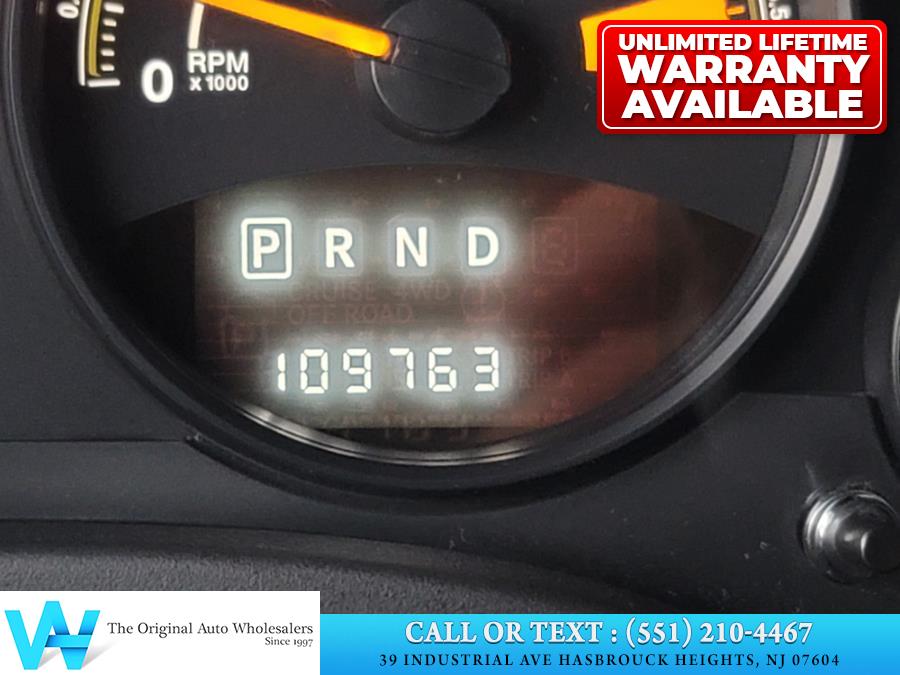 UNLIMITED LIFETIME
WARRANTY
AVAILABLE
0
RPM
x 1000
P R N D
CRUISE 4WD
OFF ROAD
109763
The Original Auto Wholesalers
Since 1997
CALL OR TEXT : (551) 210-4467
39 INDUSTRIAL AVE HASBROUCK HEIGHTS, NJ 07604